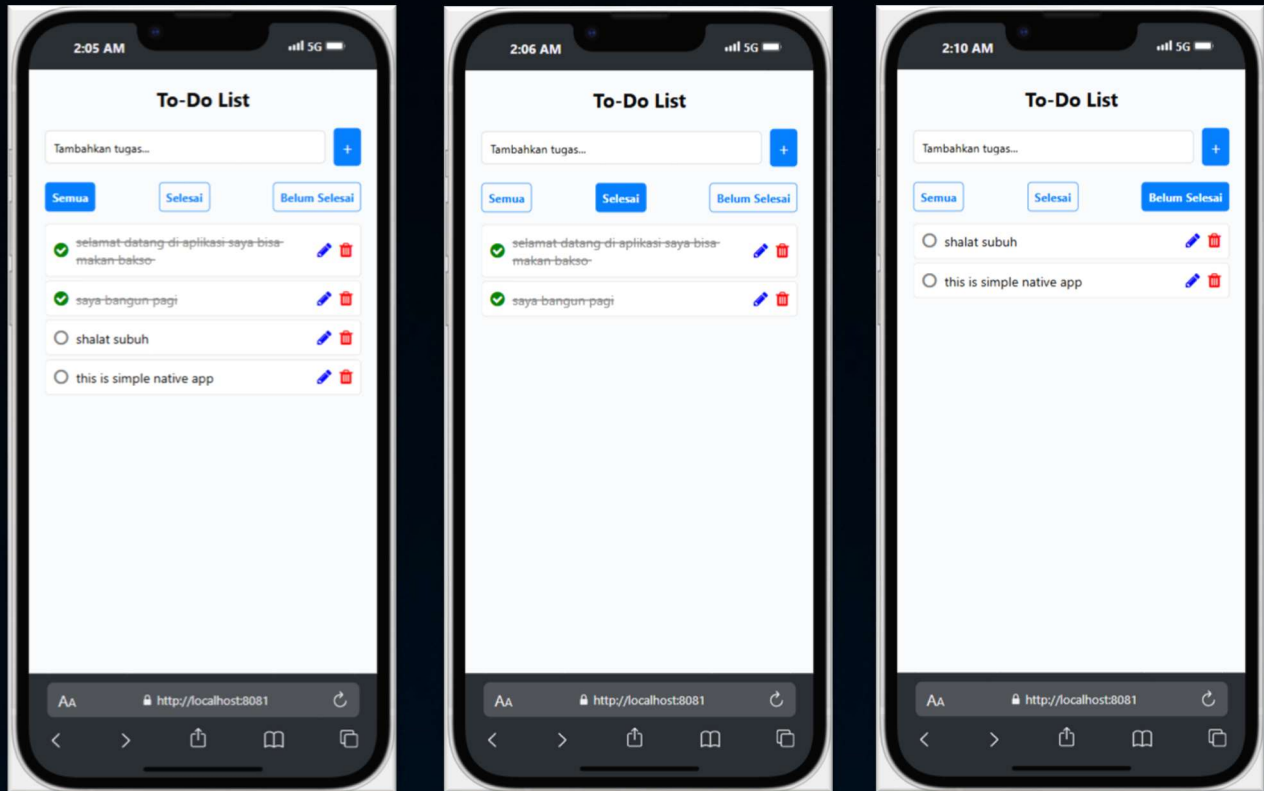 2:05 AM
5G
To-Do List
Tambahkan tugas...
+
Semua
Selesai
Belum Selesai
selamat datang di aplikasi saya bisa
makan bakso
saya bangun pagi
shalat subuh
this is simple native app
AA
http://localhost:8081
2:06 AM
5G
To-Do List
Tambahkan tugas...
+
Semua
Selesai
Belum Selesai
selamat datang di aplikasi saya bisa
makan bakso
saya bangun pagi
AA
http://localhost:8081
2:10 AM
5G
To-Do List
Tambahkan tugas...
+
Semua
Selesai
Belum Selesai
shalat subuh
this is simple native app
AA
http://localhost:8081